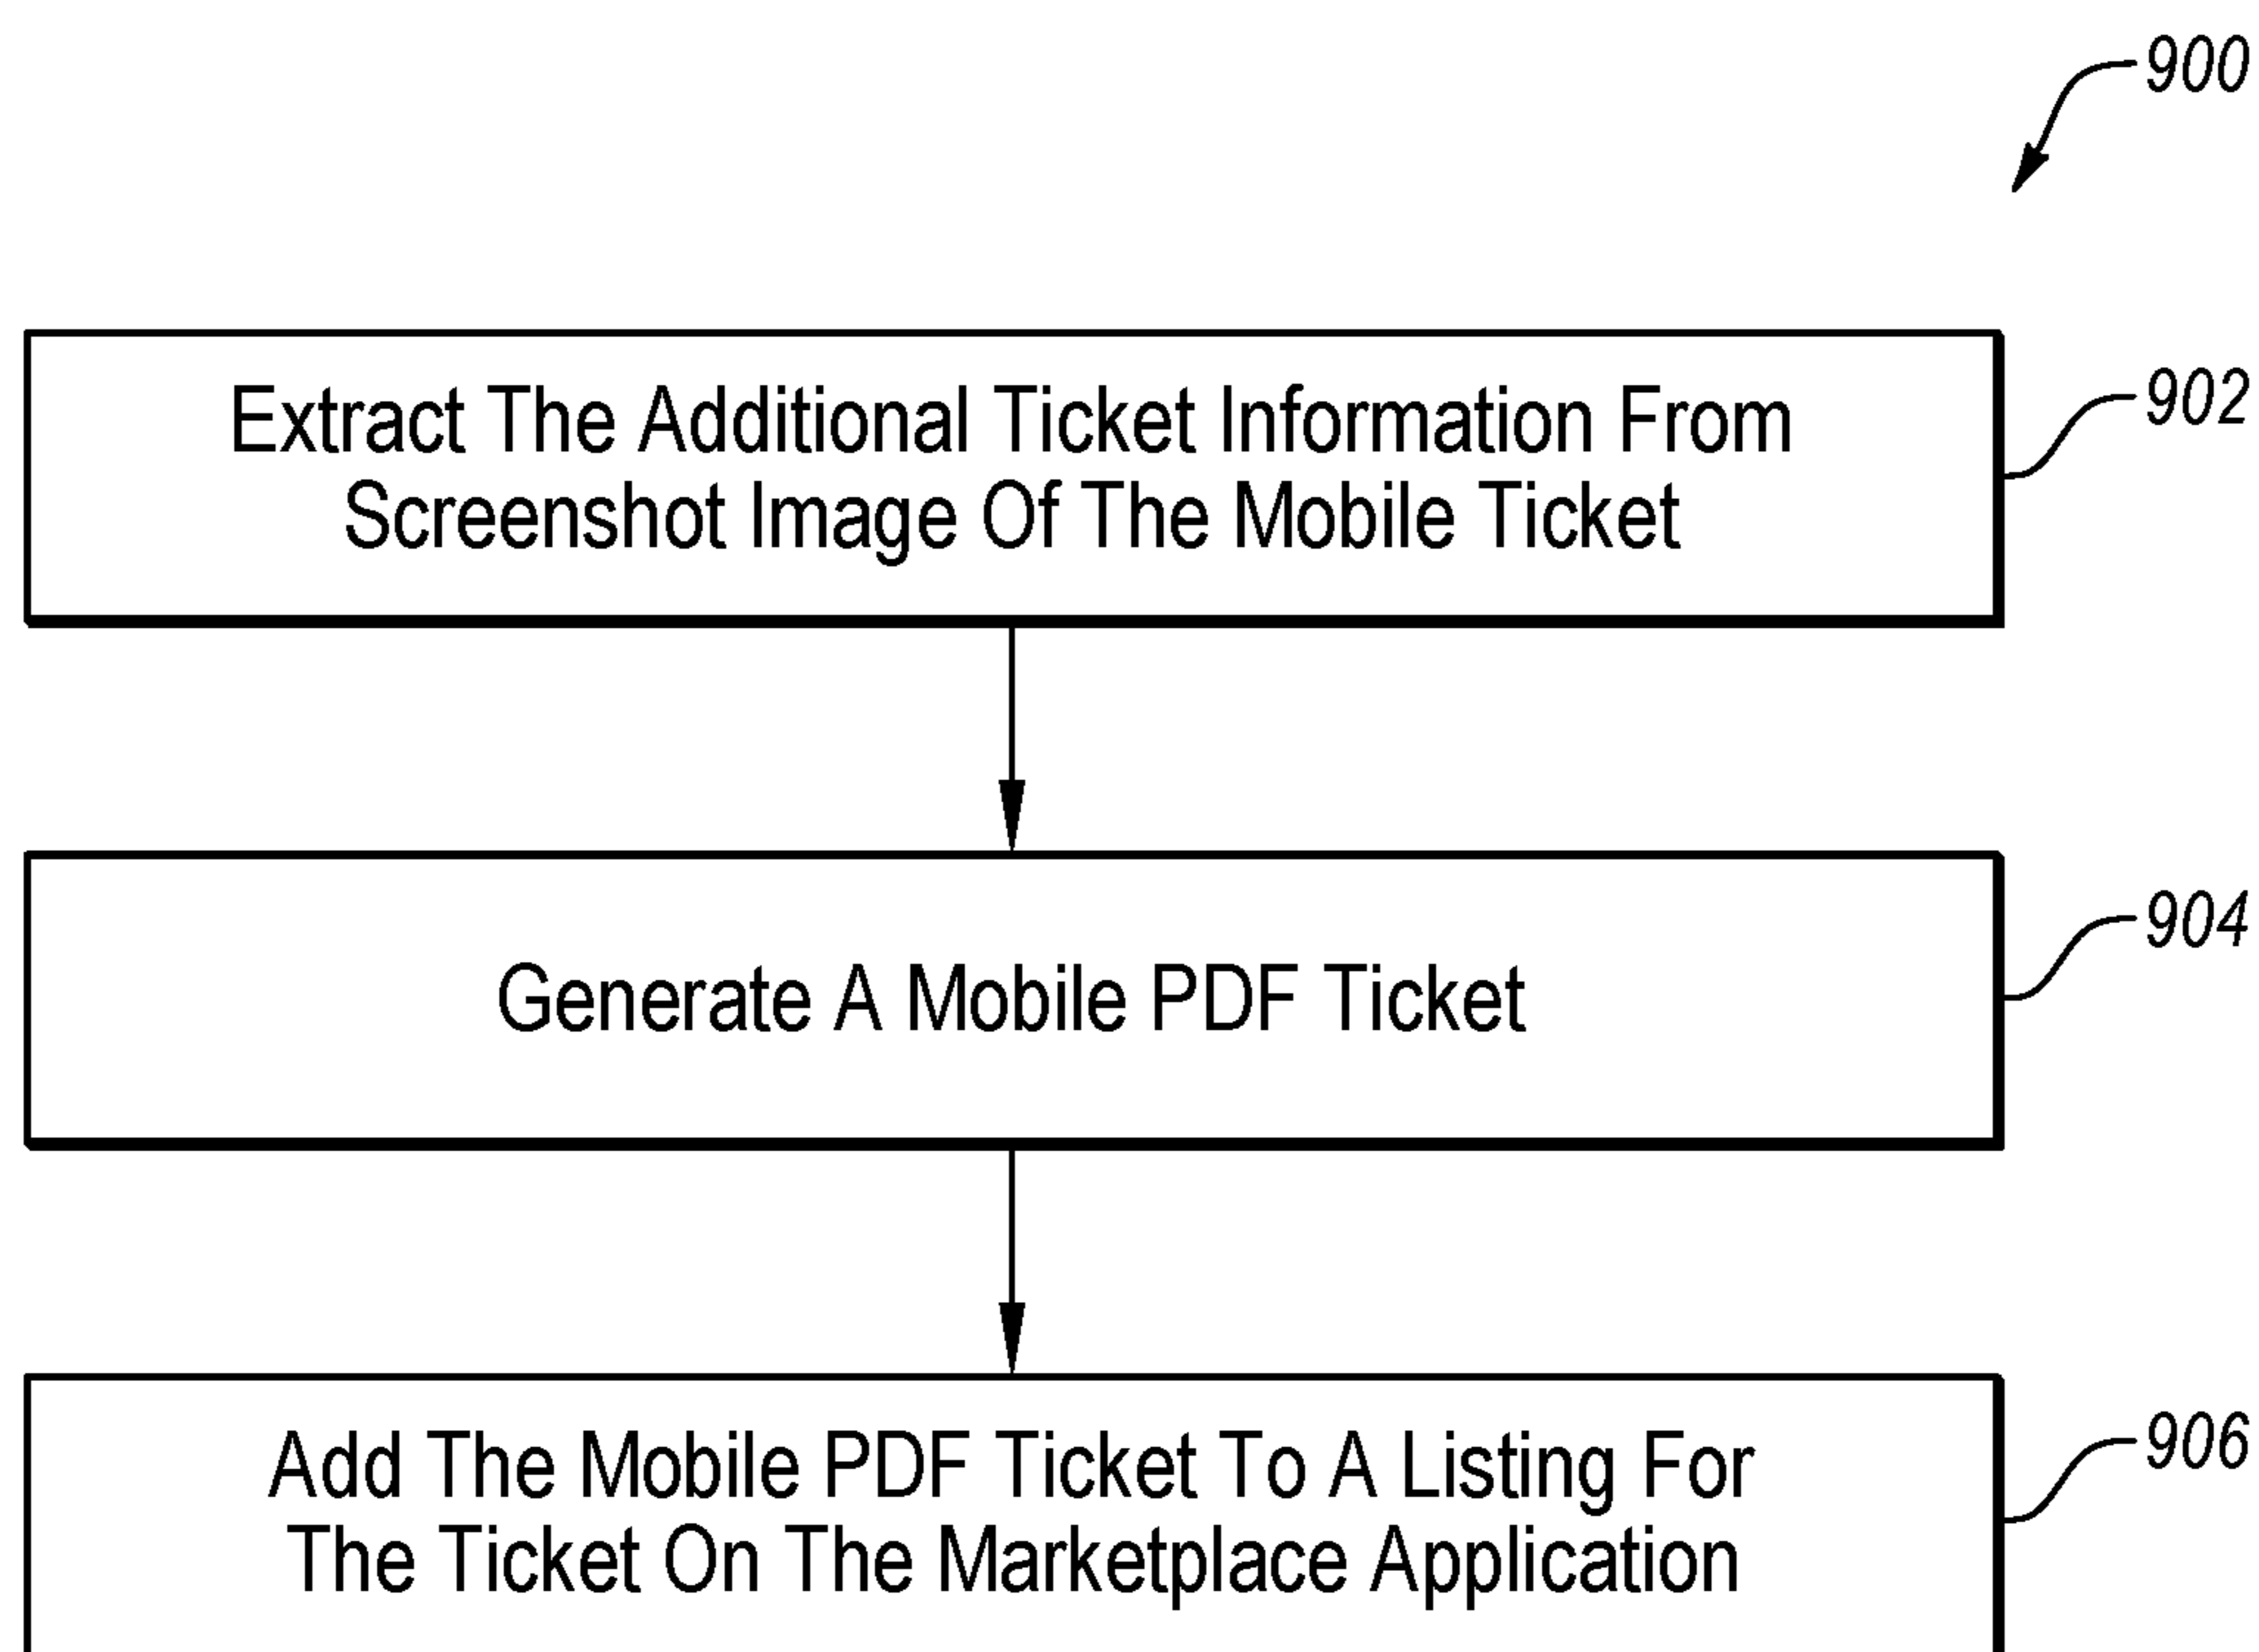 900
Extract The Additional Ticket Information From
Screenshot Image Of The Mobile Ticket
902
Generate A Mobile PDF Ticket
904
Add The Mobile PDF Ticket To A Listing For
The Ticket On The Marketplace Application
906